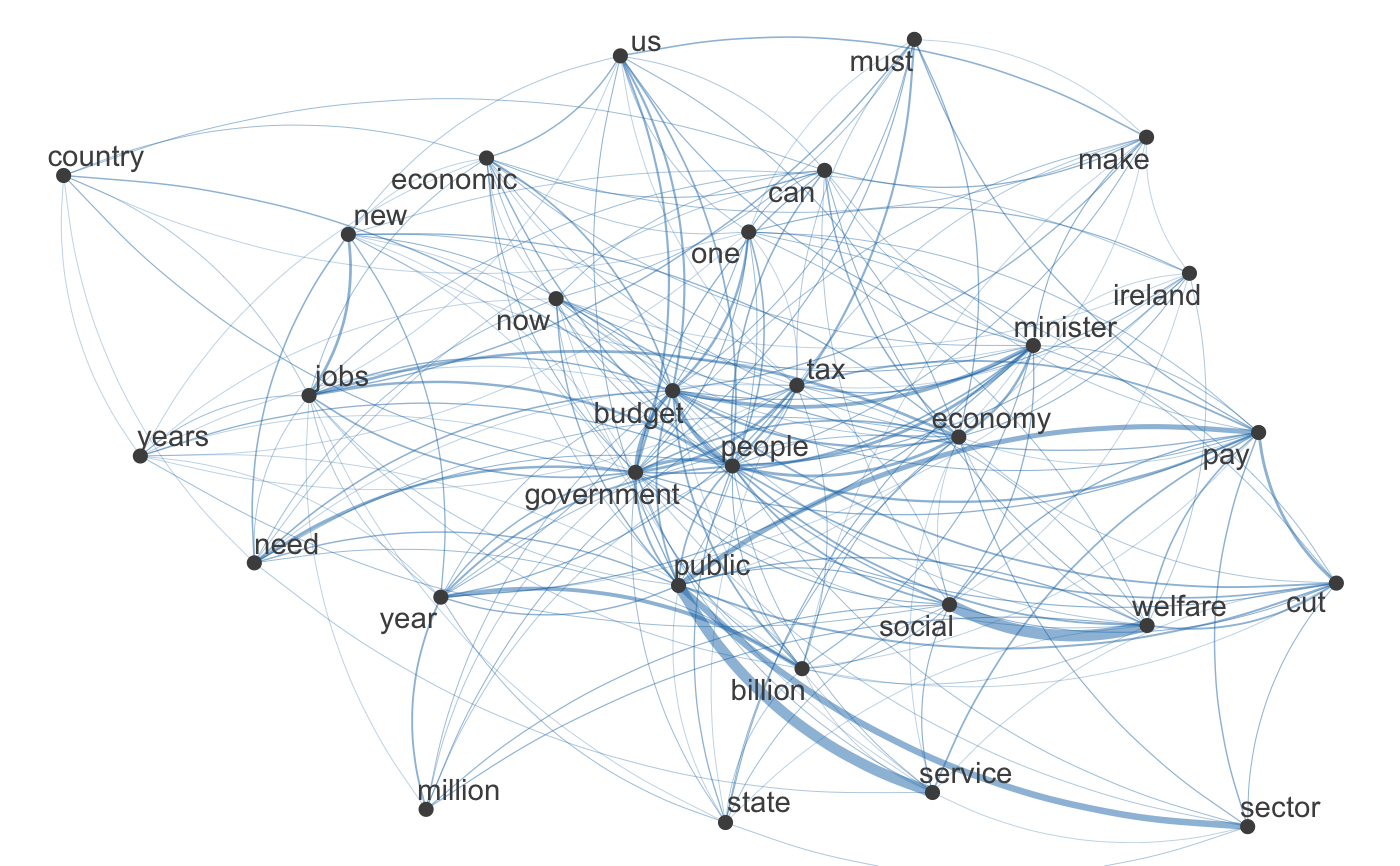 us
must
country
economic
can
make
new
one
ireland
now
minister
jobs
tax
budget
economy
years
people
pay
government
need
public
year
social
welfare
cut
billion
million
state
service
sector